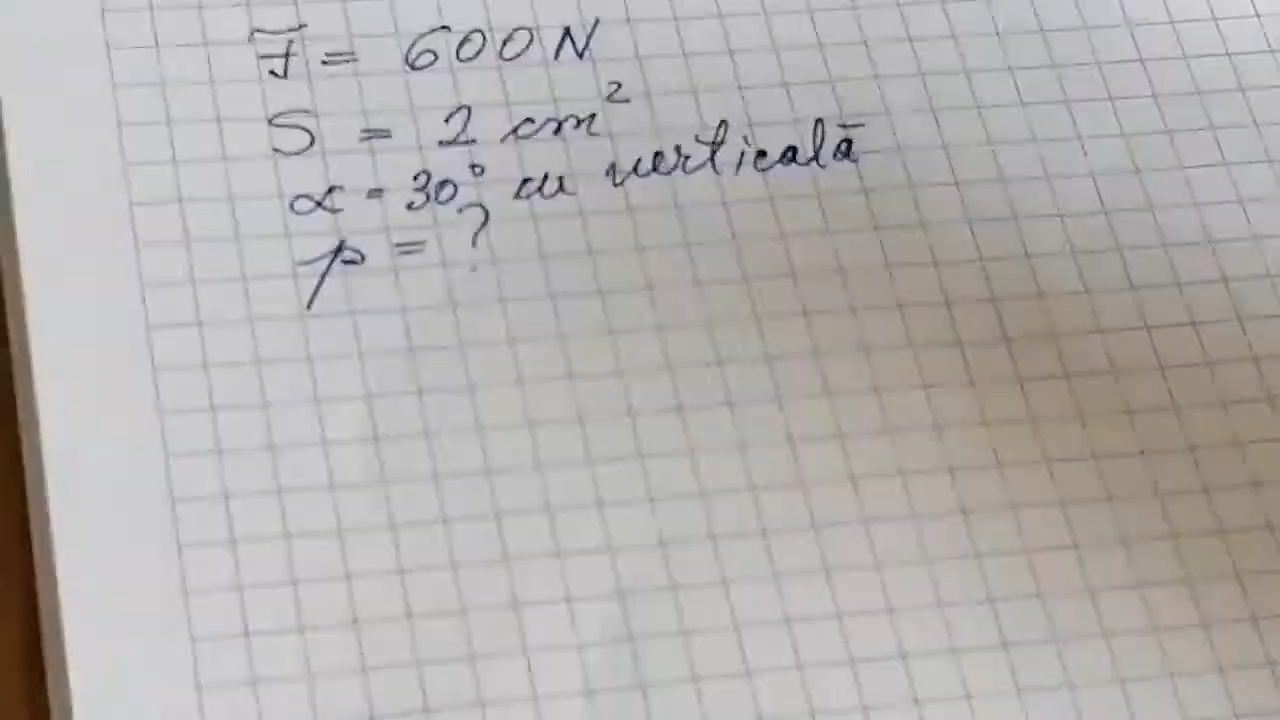 F = 600 N
S = 2 cm²
α = 30° cu verticală
p = ?